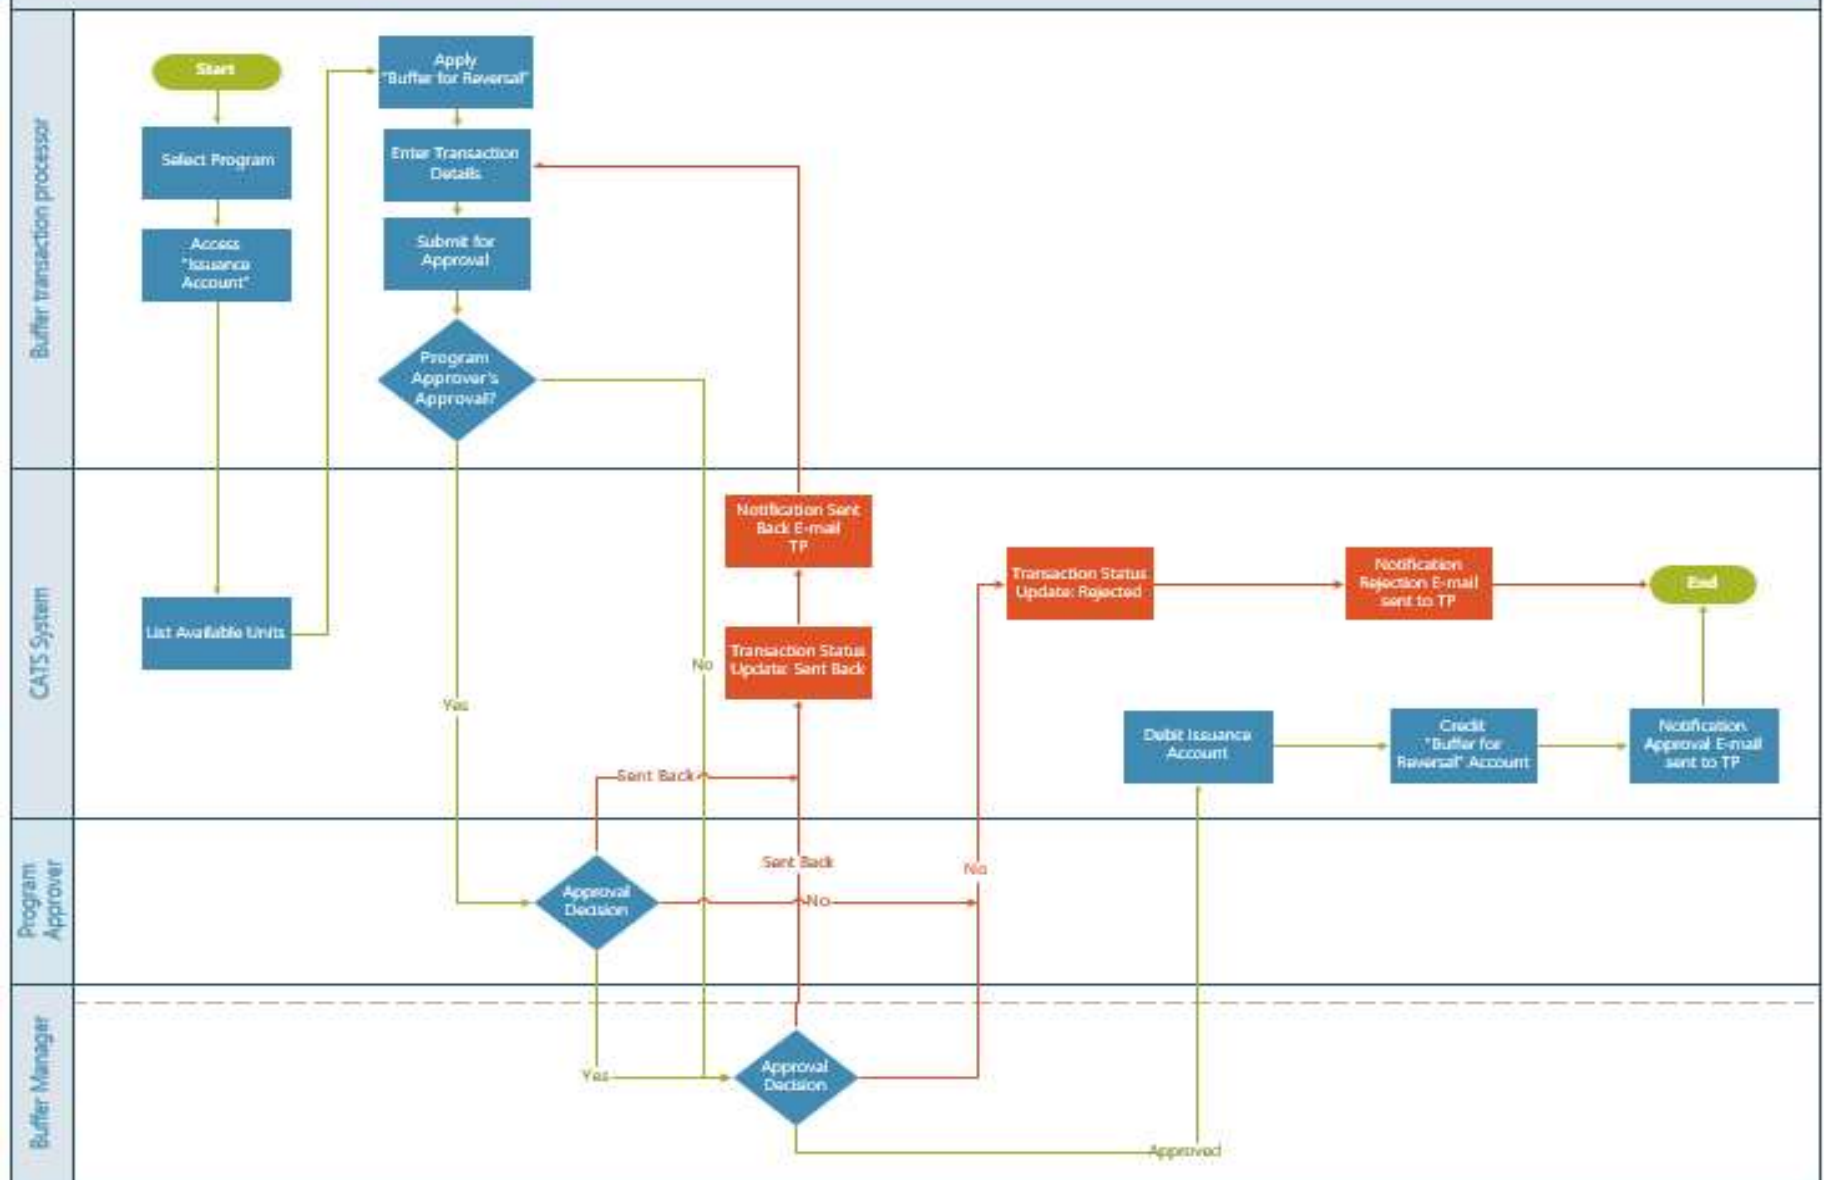 Buffer transaction processor
Start
Select Program
Access
"Issuance
Account"
Apply
"Buffer for Reversal"
Enter Transaction
Details
Submit for
Approval
Program
Approver's
Approval?
CATS System
List Available Units
Yes
No
Notification Sent
Back E-mail
TP
Transaction Status
Update: Sent Back
Sent Back
Transaction Status
Update: Rejected
Notification
Rejection E-mail
sent to TP
End
Debit Issuance
Account
Credit
"Buffer for
Reversal" Account
Notification
Approval E-mail
sent to TP
Program
Approver
Approval
Decision
Sent Back
No
No
Buffer Manager
Yes
Approval
Decision
Approved